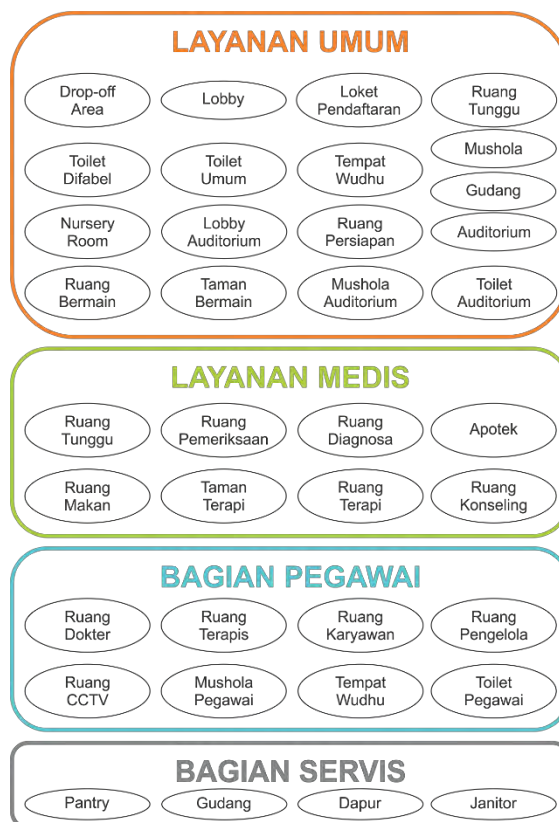 LAYANAN UMUM
Drop-off
Area
Lobby
Loket
Pendaftaran
Ruang
Tunggu
Toilet
Difabel
Toilet
Umum
Tempat
Wudhu
Mushola
Gudang
Nursery
Room
Lobby
Auditorium
Ruang
Persiapan
Auditorium
Ruang
Bermain
Taman
Bermain
Mushola
Auditorium
Toilet
Auditorium
LAYANAN MEDIS
Ruang
Tunggu
Ruang
Pemeriksaan
Ruang
Diagnosa
Apotek
Ruang
Makan
Taman
Terapi
Ruang
Terapi
Ruang
Konseling
BAGIAN PEGAWAI
Ruang
Dokter
Ruang
Terapis
Ruang
Karyawan
Ruang
Pengelola
Ruang
CCTV
Mushola
Pegawai
Tempat
Wudhu
Toilet
Pegawai
BAGIAN SERVIS
Pantry
Gudang
Dapur
Janitor